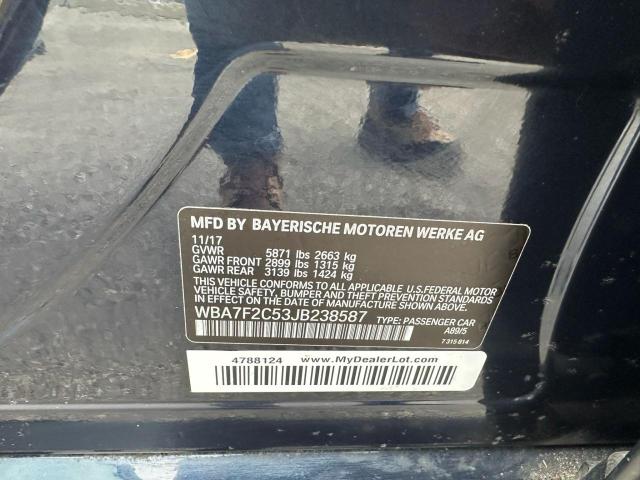 MFD BY BAYERISCHE MOTOREN WERKE AG
11/17
GVWR 5871 lbs 2663 kg
GAWR FRONT 2899 lbs 1315 kg
GAWR REAR 3139 lbs 1424 kg
THIS VEHICLE CONFORMS TO ALL APPLICABLE U.S.FEDERAL MOTOR
VEHICLE SAFETY, BUMPER AND THEFT PREVENTION STANDARDS IN
EFFECT ON THE DATE OF MANUFACTURE SHOWN ABOVE.
WBA7F2C53JB238587 TYPE: PASSENGER CAR
A89/5
7 315 814
4788124 www.MyDealerLot.com